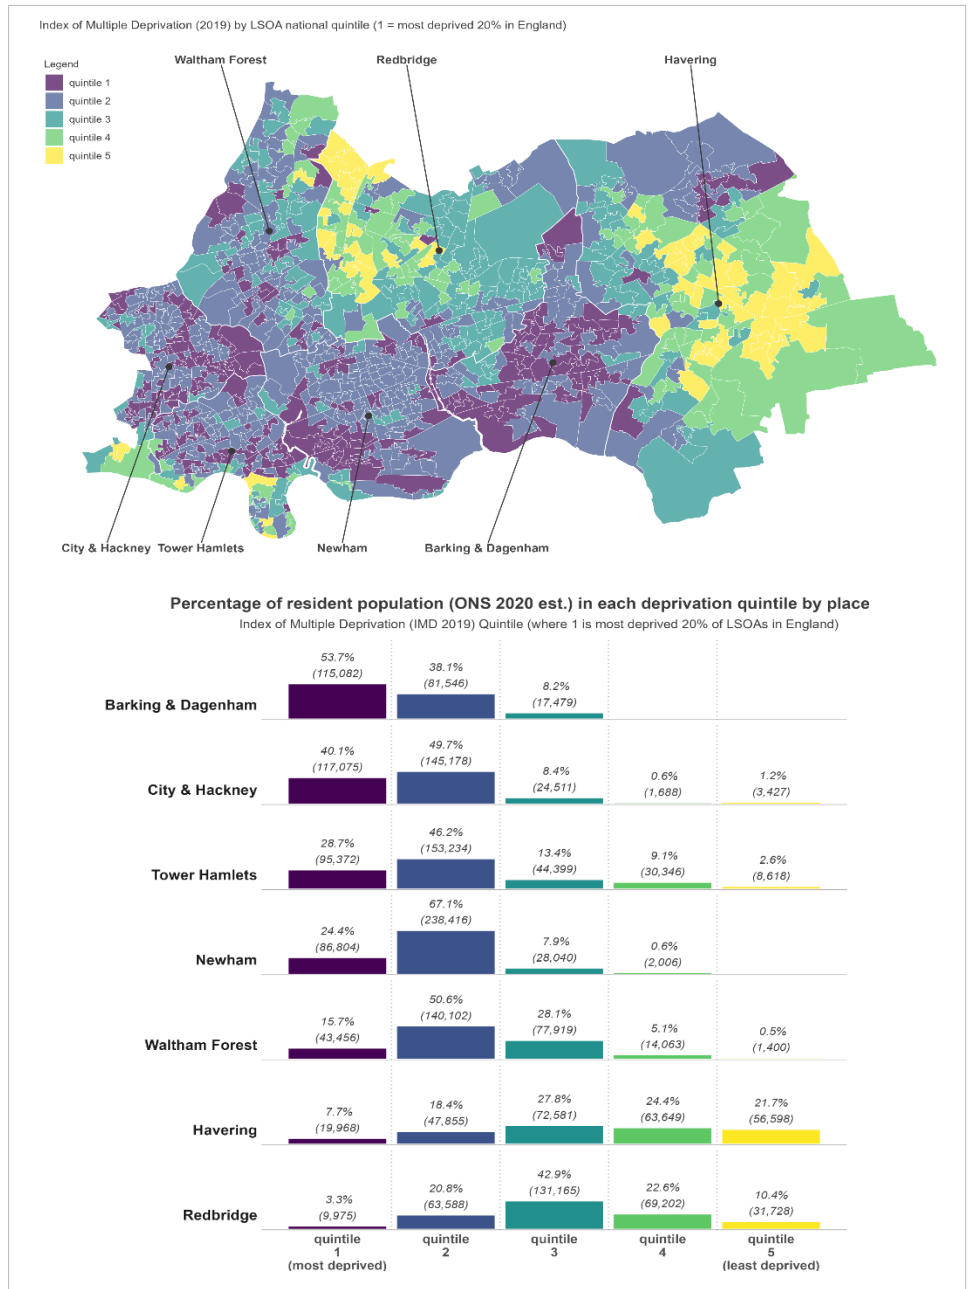 Index of Multiple Deprivation (2019) by LSOA national quintile (1 = most deprived 20% in England)
Legend
quintile 1
quintile 2
quintile 3
quintile 4
quintile 5
Waltham Forest
Redbridge
Havering
City & Hackney
Tower Hamlets
Newham
Barking & Dagenham
Percentage of resident population (ONS 2020 est.) in each deprivation quintile by place
Index of Multiple Deprivation (IMD 2019) Quintile (where 1 is most deprived 20% of LSOAs in England)
Barking & Dagenham
53.7%
(115,082)
38.1%
(81,546)
8.2%
(17,479)
City & Hackney
40.1%
(117,075)
49.7%
(145,178)
8.4%
(24,511)
0.6%
(1,688)
1.2%
(3,427)
Tower Hamlets
28.7%
(95,372)
46.2%
(153,234)
13.4%
(44,399)
9.1%
(30,346)
2.6%
(8,618)
Newham
24.4%
(86,804)
67.1%
(238,416)
7.9%
(28,040)
0.6%
(2,006)
Waltham Forest
15.7%
(43,456)
50.6%
(140,102)
28.1%
(77,919)
5.1%
(14,063)
0.5%
(1,400)
Havering
7.7%
(19,968)
18.4%
(47,855)
27.8%
(72,581)
24.4%
(63,649)
21.7%
(56,598)
Redbridge
3.3%
(9,975)
20.8%
(63,588)
42.9%
(131,165)
22.6%
(69,202)
10.4%
(31,728)
quintile
1
(most deprived)
quintile
2
quintile
3
quintile
4
quintile
5
(least deprived)